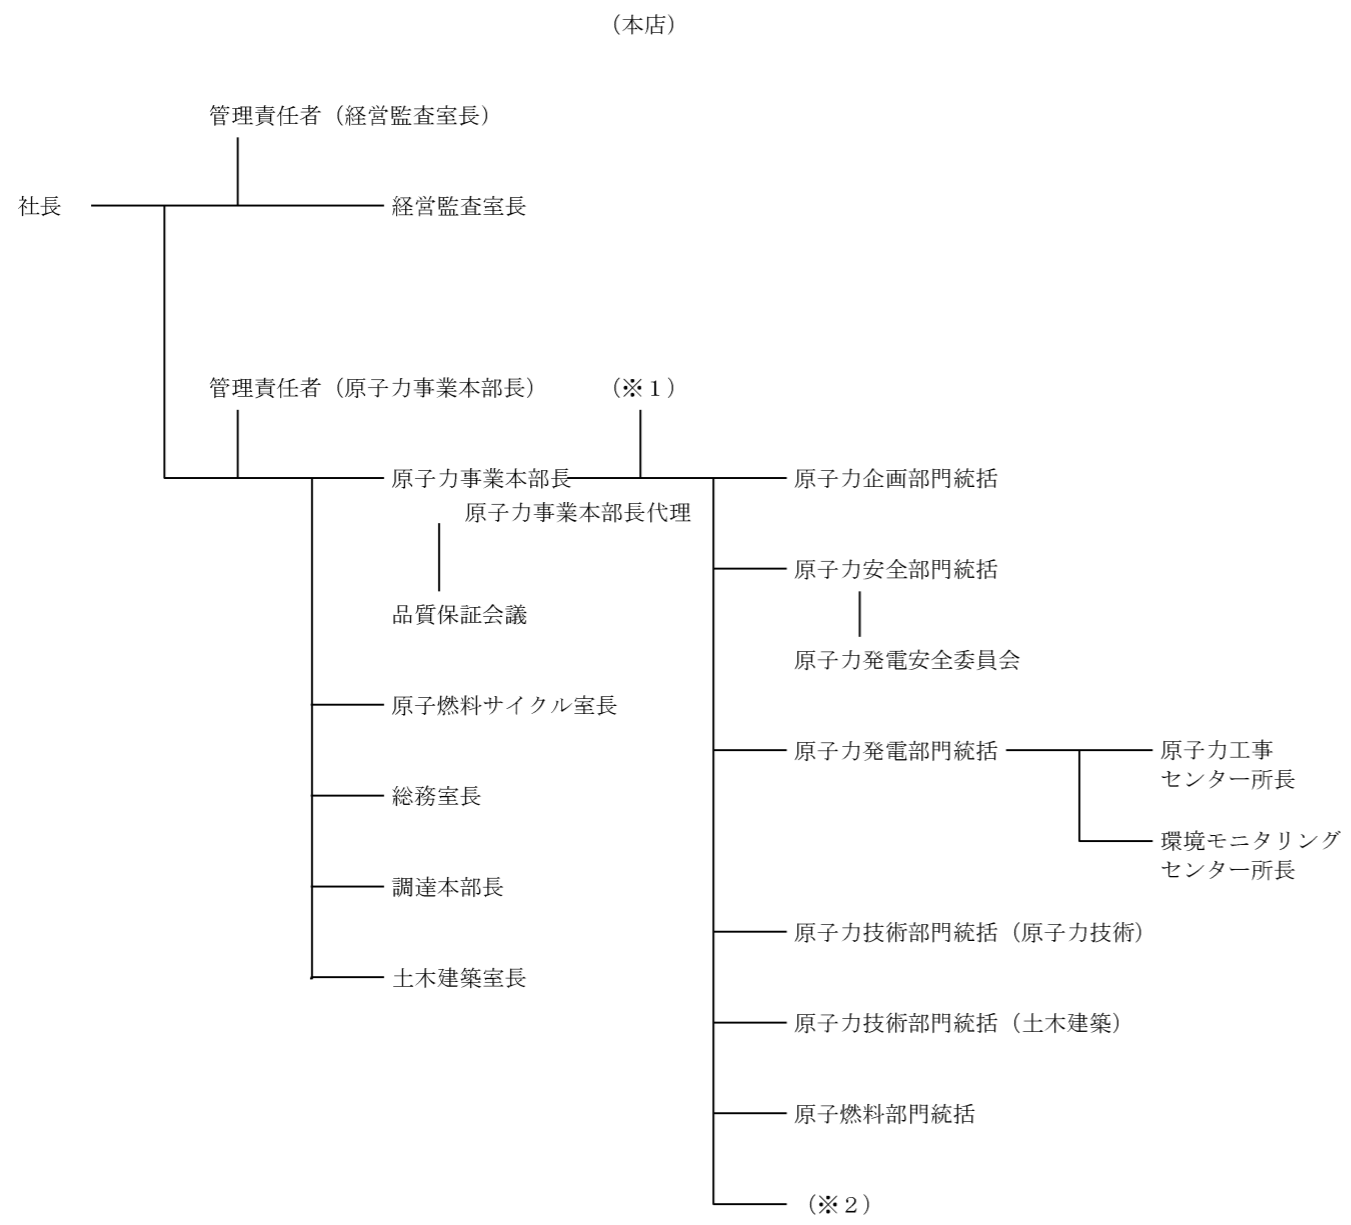 （本店）
管理責任者（経営監査室長）
社長
経営監査室長
管理責任者（原子力事業本部長）
（※１）
原子力事業本部長
原子力事業本部長代理
品質保証会議
原子燃料サイクル室長
総務室長
調達本部長
土木建築室長
原子力企画部門統括
原子力安全部門統括
原子力発電安全委員会
原子力発電部門統括
原子力工事
センター所長
環境モニタリング
センター所長
原子力技術部門統括（原子力技術）
原子力技術部門統括（土木建築）
原子燃料部門統括
（※２）